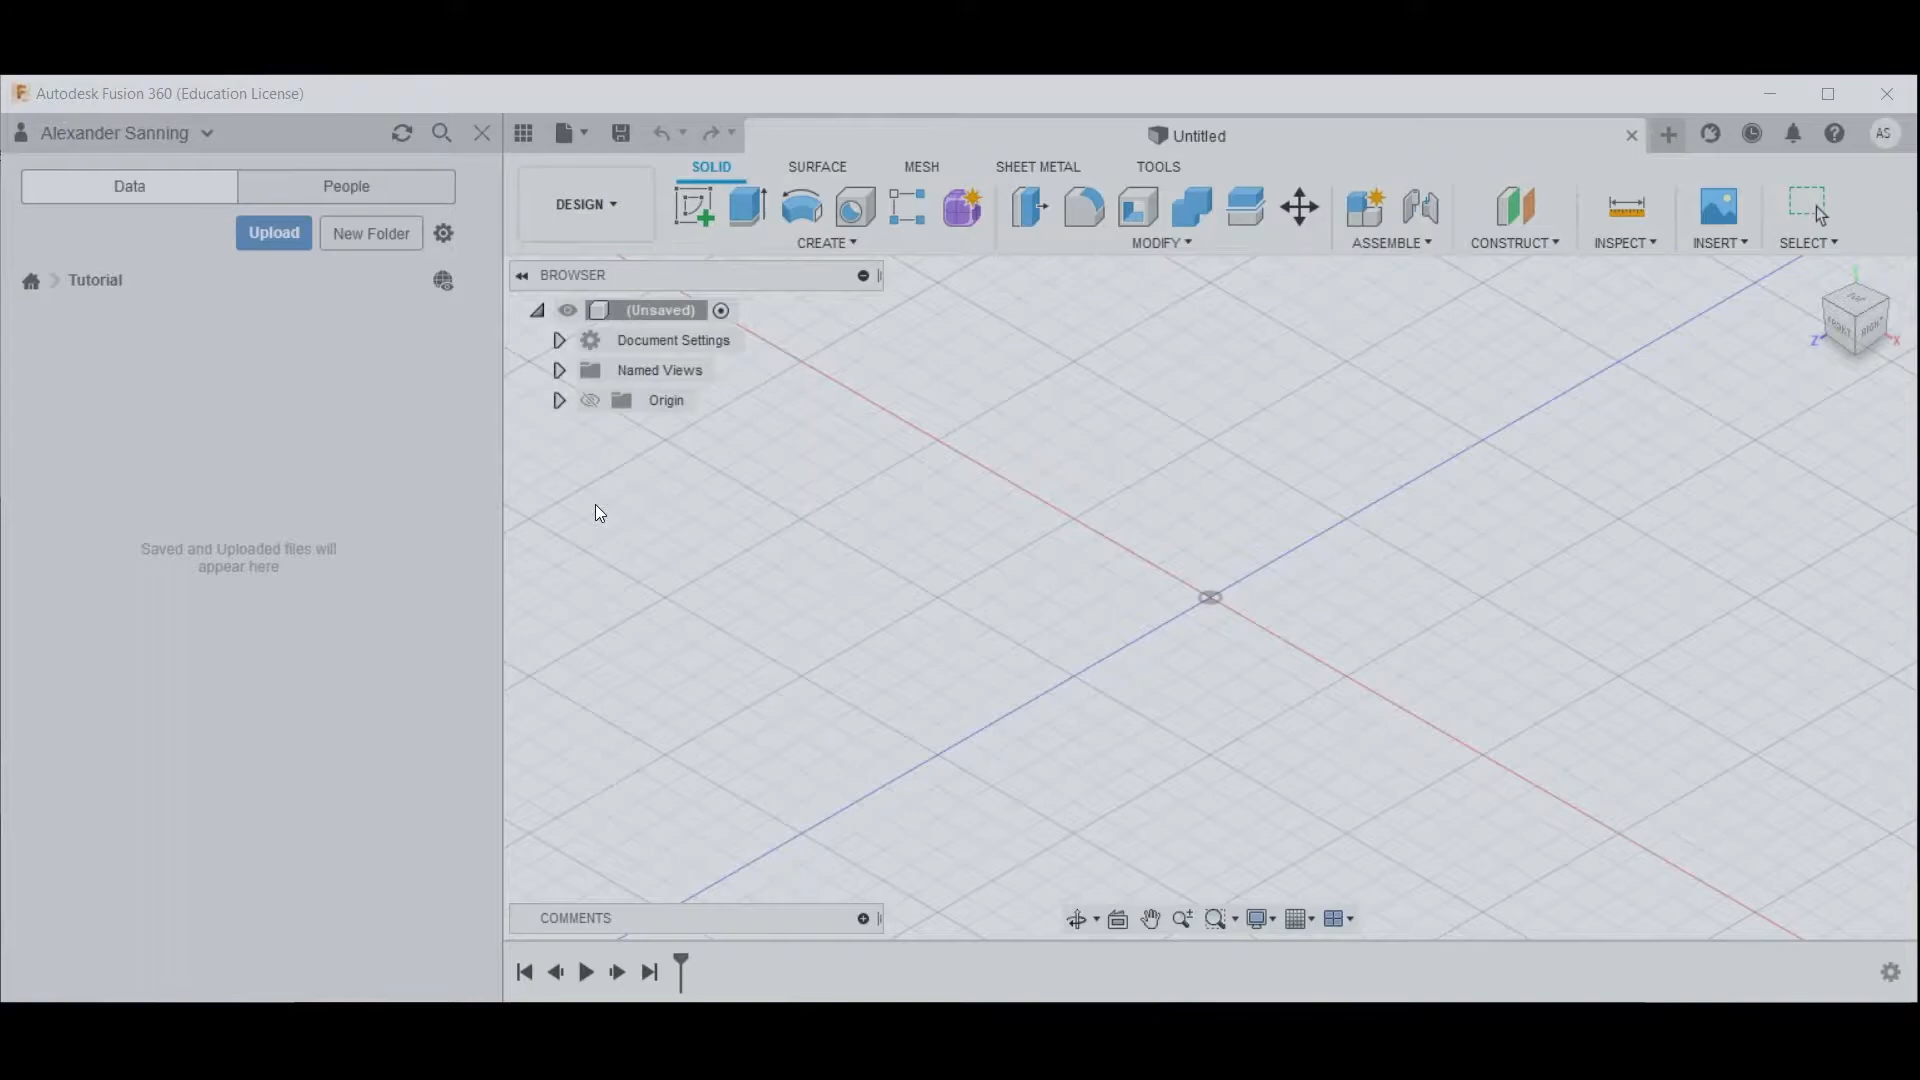 Autodesk Fusion 360 (Education License)
Alexander Sanning
Untitled
AS
Data
People
Upload
New Folder
Tutorial
Saved and Uploaded files will
appear here
SOLID
SURFACE
MESH
SHEET METAL
TOOLS
DESIGN
CREATE
MODIFY
ASSEMBLE
CONSTRUCT
INSPECT
INSERT
SELECT
BROWSER
(Unsaved)
Document Settings
Named Views
Origin
FRONT
RIGHT
Z
X
COMMENTS